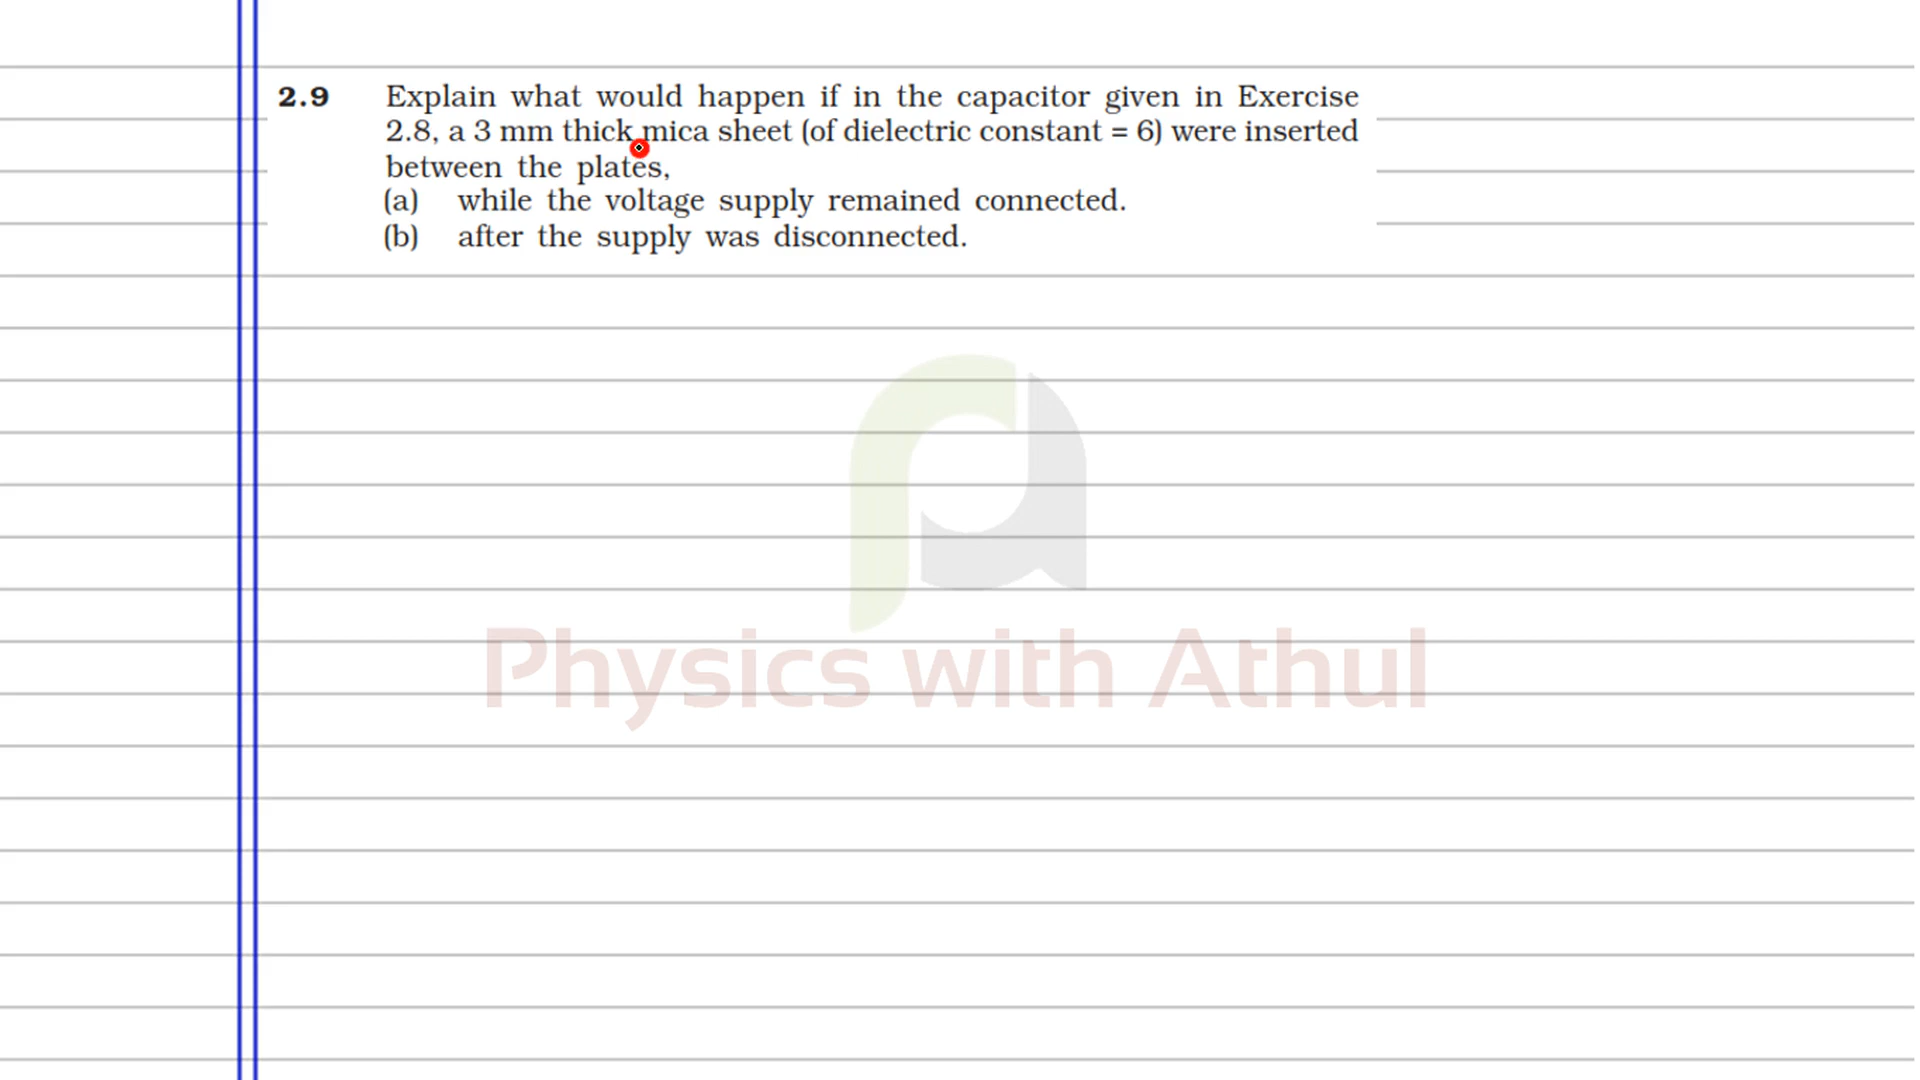 2.9 Explain what would happen if in the capacitor given in Exercise
2.8, a 3 mm thick mica sheet (of dielectric constant = 6) were inserted
between the plates,
(a) while the voltage supply remained connected.
(b) after the supply was disconnected.
Physics with Athul